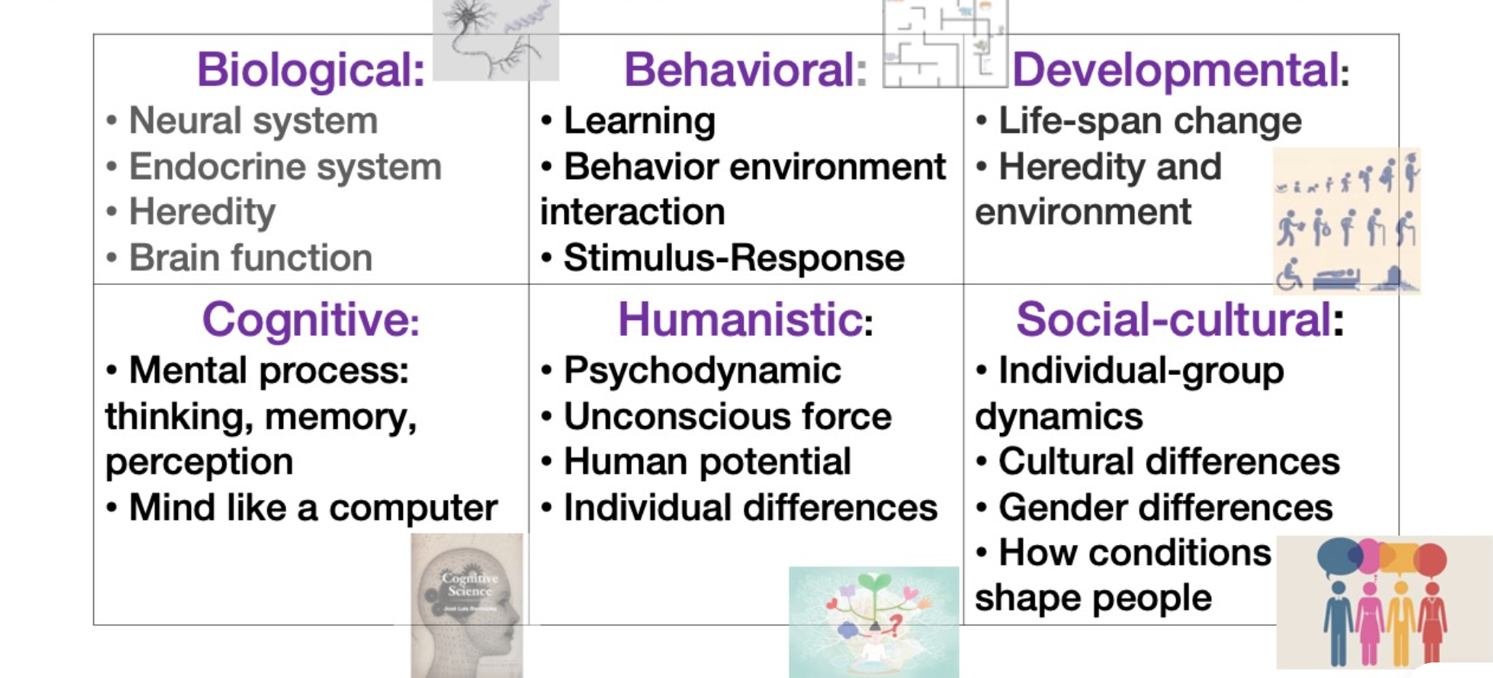 Biological:
• Neural system
• Endocrine system
• Heredity
• Brain function
Behavioral:
• Learning
• Behavior environment
interaction
• Stimulus-Response
Developmental:
• Life-span change
• Heredity and
environment
Cognitive:
• Mental process:
thinking, memory,
perception
• Mind like a computer
Cognitive
Science
José Luis Bermúdez
Humanistic:
• Psychodynamic
• Unconscious force
• Human potential
• Individual differences
?
Social-cultural:
• Individual-group
dynamics
• Cultural differences
• Gender differences
• How conditions
shape people